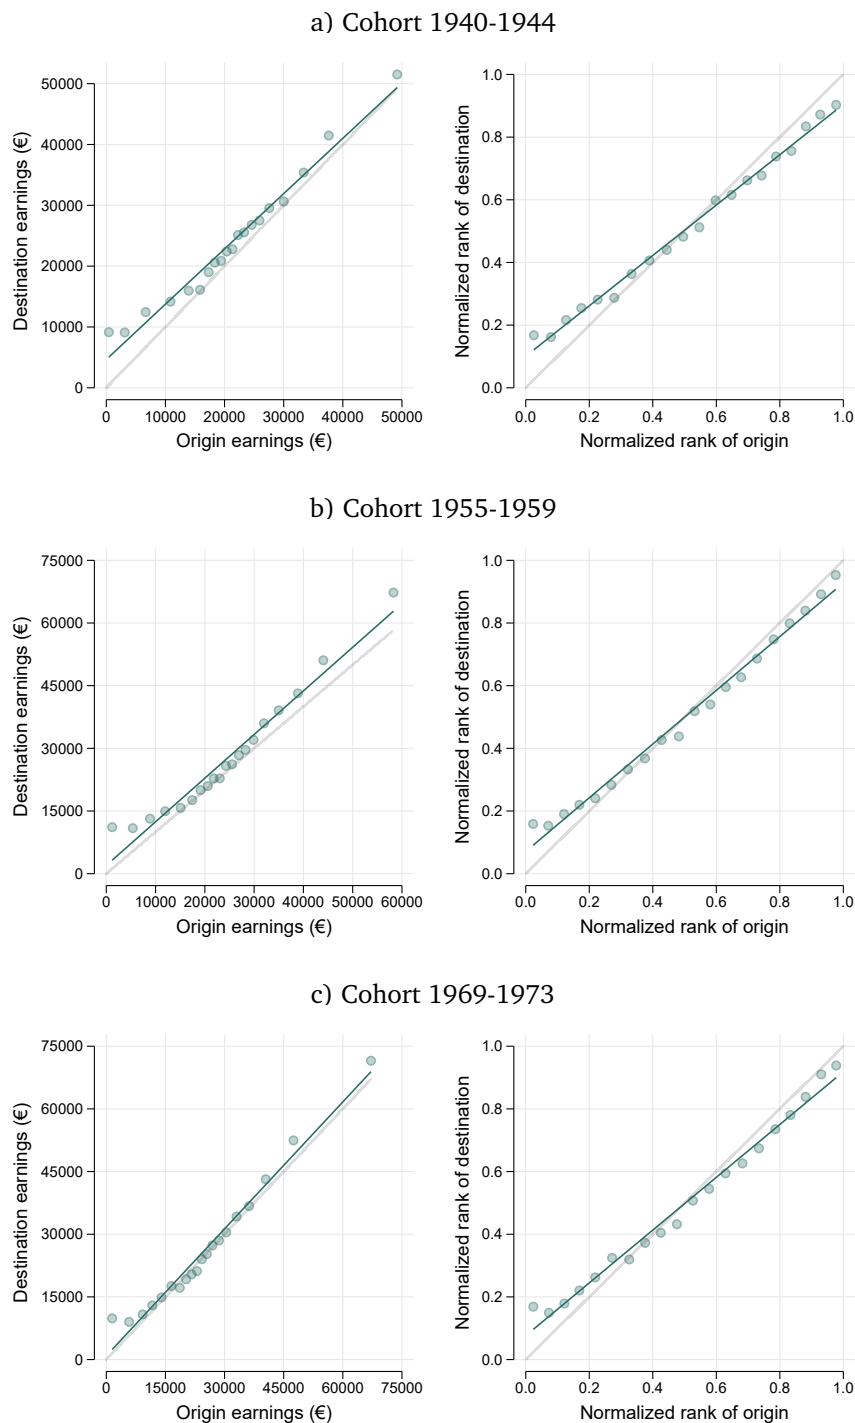 a) Cohort 1940-1944
Destination earnings (€)
50000
40000
30000
20000
10000
0
0 10000 20000 30000 40000 50000
Origin earnings (€)
Normalized rank of destination
1.0
0.8
0.6
0.4
0.2
0.0
0.0 0.2 0.4 0.6 0.8 1.0
Normalized rank of origin
b) Cohort 1955-1959
Destination earnings (€)
75000
60000
45000
30000
15000
0
0 10000 20000 30000 40000 50000 60000
Origin earnings (€)
Normalized rank of destination
1.0
0.8
0.6
0.4
0.2
0.0
0.0 0.2 0.4 0.6 0.8 1.0
Normalized rank of origin
c) Cohort 1969-1973
Destination earnings (€)
75000
60000
45000
30000
15000
0
0 15000 30000 45000 60000 75000
Origin earnings (€)
Normalized rank of destination
1.0
0.8
0.6
0.4
0.2
0.0
0.0 0.2 0.4 0.6 0.8 1.0
Normalized rank of origin